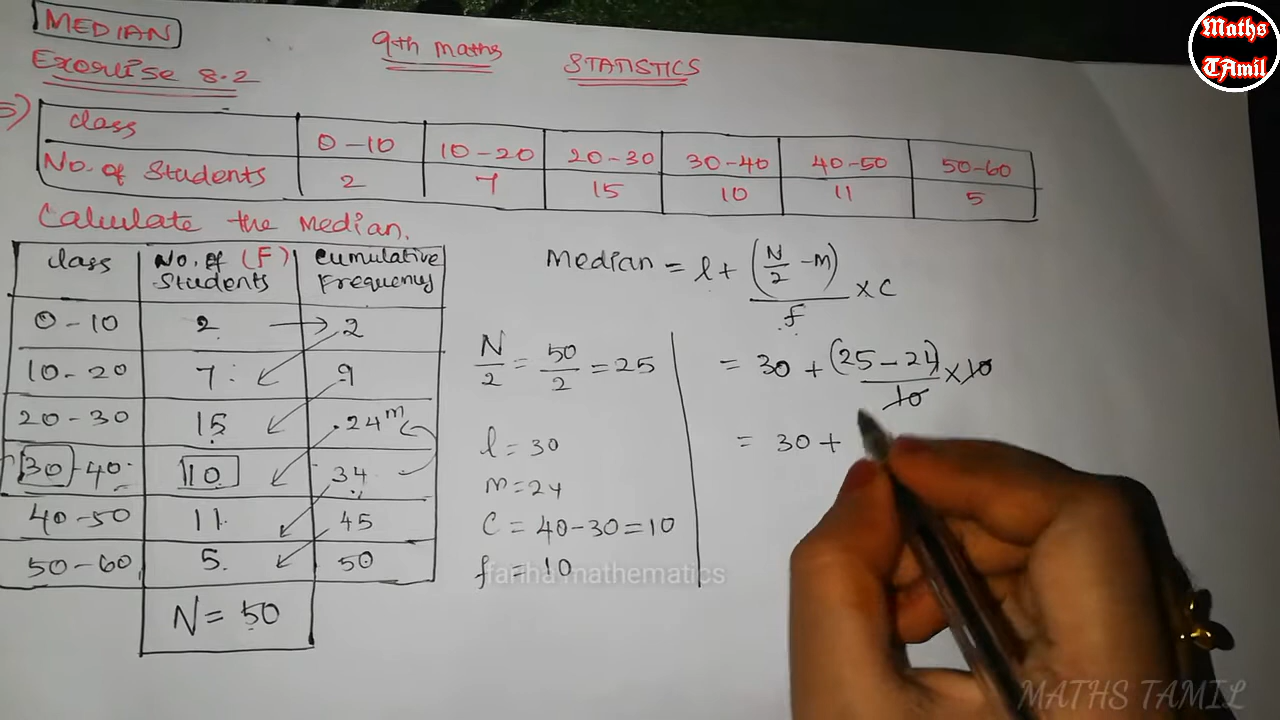 MEDIAN
9th maths STATISTICS
Exercise 8.2
5)
class 0-10 10-20 20-30 30-40 40-50 50-60
No. of Students 2 7 15 10 11 5
Calculate the Median.
class No. of (F) Students Cumulative Frequency
0-10 2 2
10-20 7 9
20-30 15 24 m
30-40 10 34
40-50 11 45
50-60 5 50
N = 50
Median = l + (N/2 - m)/f × C
N/2 = 50/2 = 25
l = 30
m = 24
C = 40-30 = 10
f = 10
= 30 + (25-24)/10 × 10
= 30 +
Maths
TAmil
fariha mathematics
MATHS TAMIL